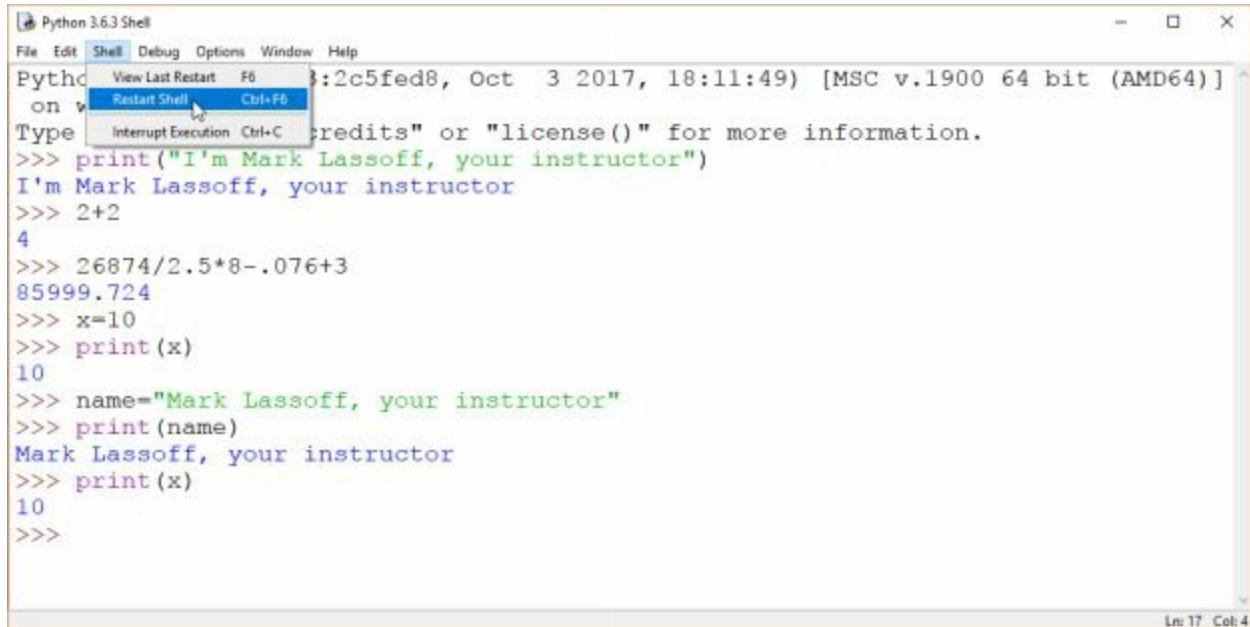 Python 3.6.3 Shell
File Edit Shell Debug Options Window Help
View Last Restart F6
Restart Shell Ctrl+F6
Interrupt Execution Ctrl+C
:2c5fed8, Oct 3 2017, 18:11:49) [MSC v.1900 64 bit (AMD64)]
on
Type credits" or "license()" for more information.
>>> print("I'm Mark Lassoff, your instructor")
I'm Mark Lassoff, your instructor
>>> 2+2
4
>>> 26874/2.5*8-.076+3
85999.724
>>> x=10
>>> print(x)
10
>>> name="Mark Lassoff, your instructor"
>>> print(name)
Mark Lassoff, your instructor
>>> print(x)
10
>>>
Ln: 17 Col: 4